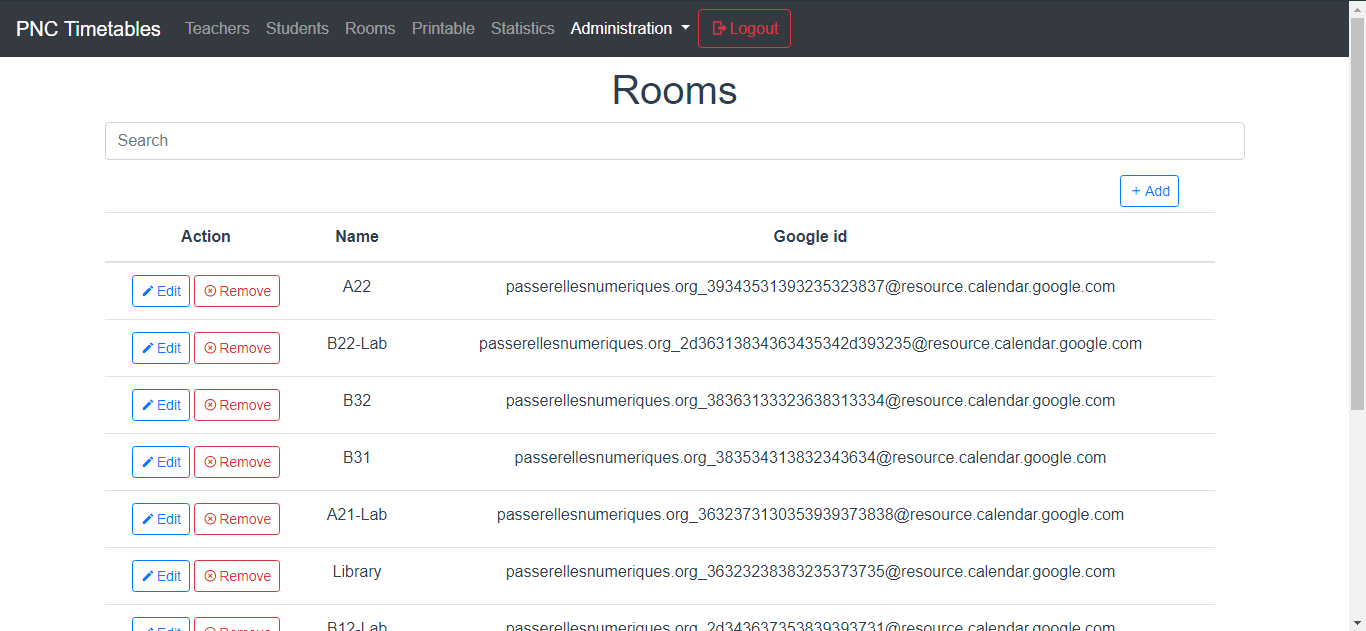 PNC Timetables Teachers Students Rooms Printable Statistics Administration Logout
Rooms
Search
+ Add
Action Name Google id
Edit Remove A22 passerellesnumeriques.org_39343531393235323837@resource.calendar.google.com
Edit Remove B22-Lab passerellesnumeriques.org_2d36313834363435342d393235@resource.calendar.google.com
Edit Remove B32 passerellesnumeriques.org_38363133323638313334@resource.calendar.google.com
Edit Remove B31 passerellesnumeriques.org_383534313832343634@resource.calendar.google.com
Edit Remove A21-Lab passerellesnumeriques.org_3632373130353939373838@resource.calendar.google.com
Edit Remove Library passerellesnumeriques.org_36323238383235373735@resource.calendar.google.com
Edit Remove B12-Lab passerellesnumeriques.org_2d343637353839393731@resource.calendar.google.com